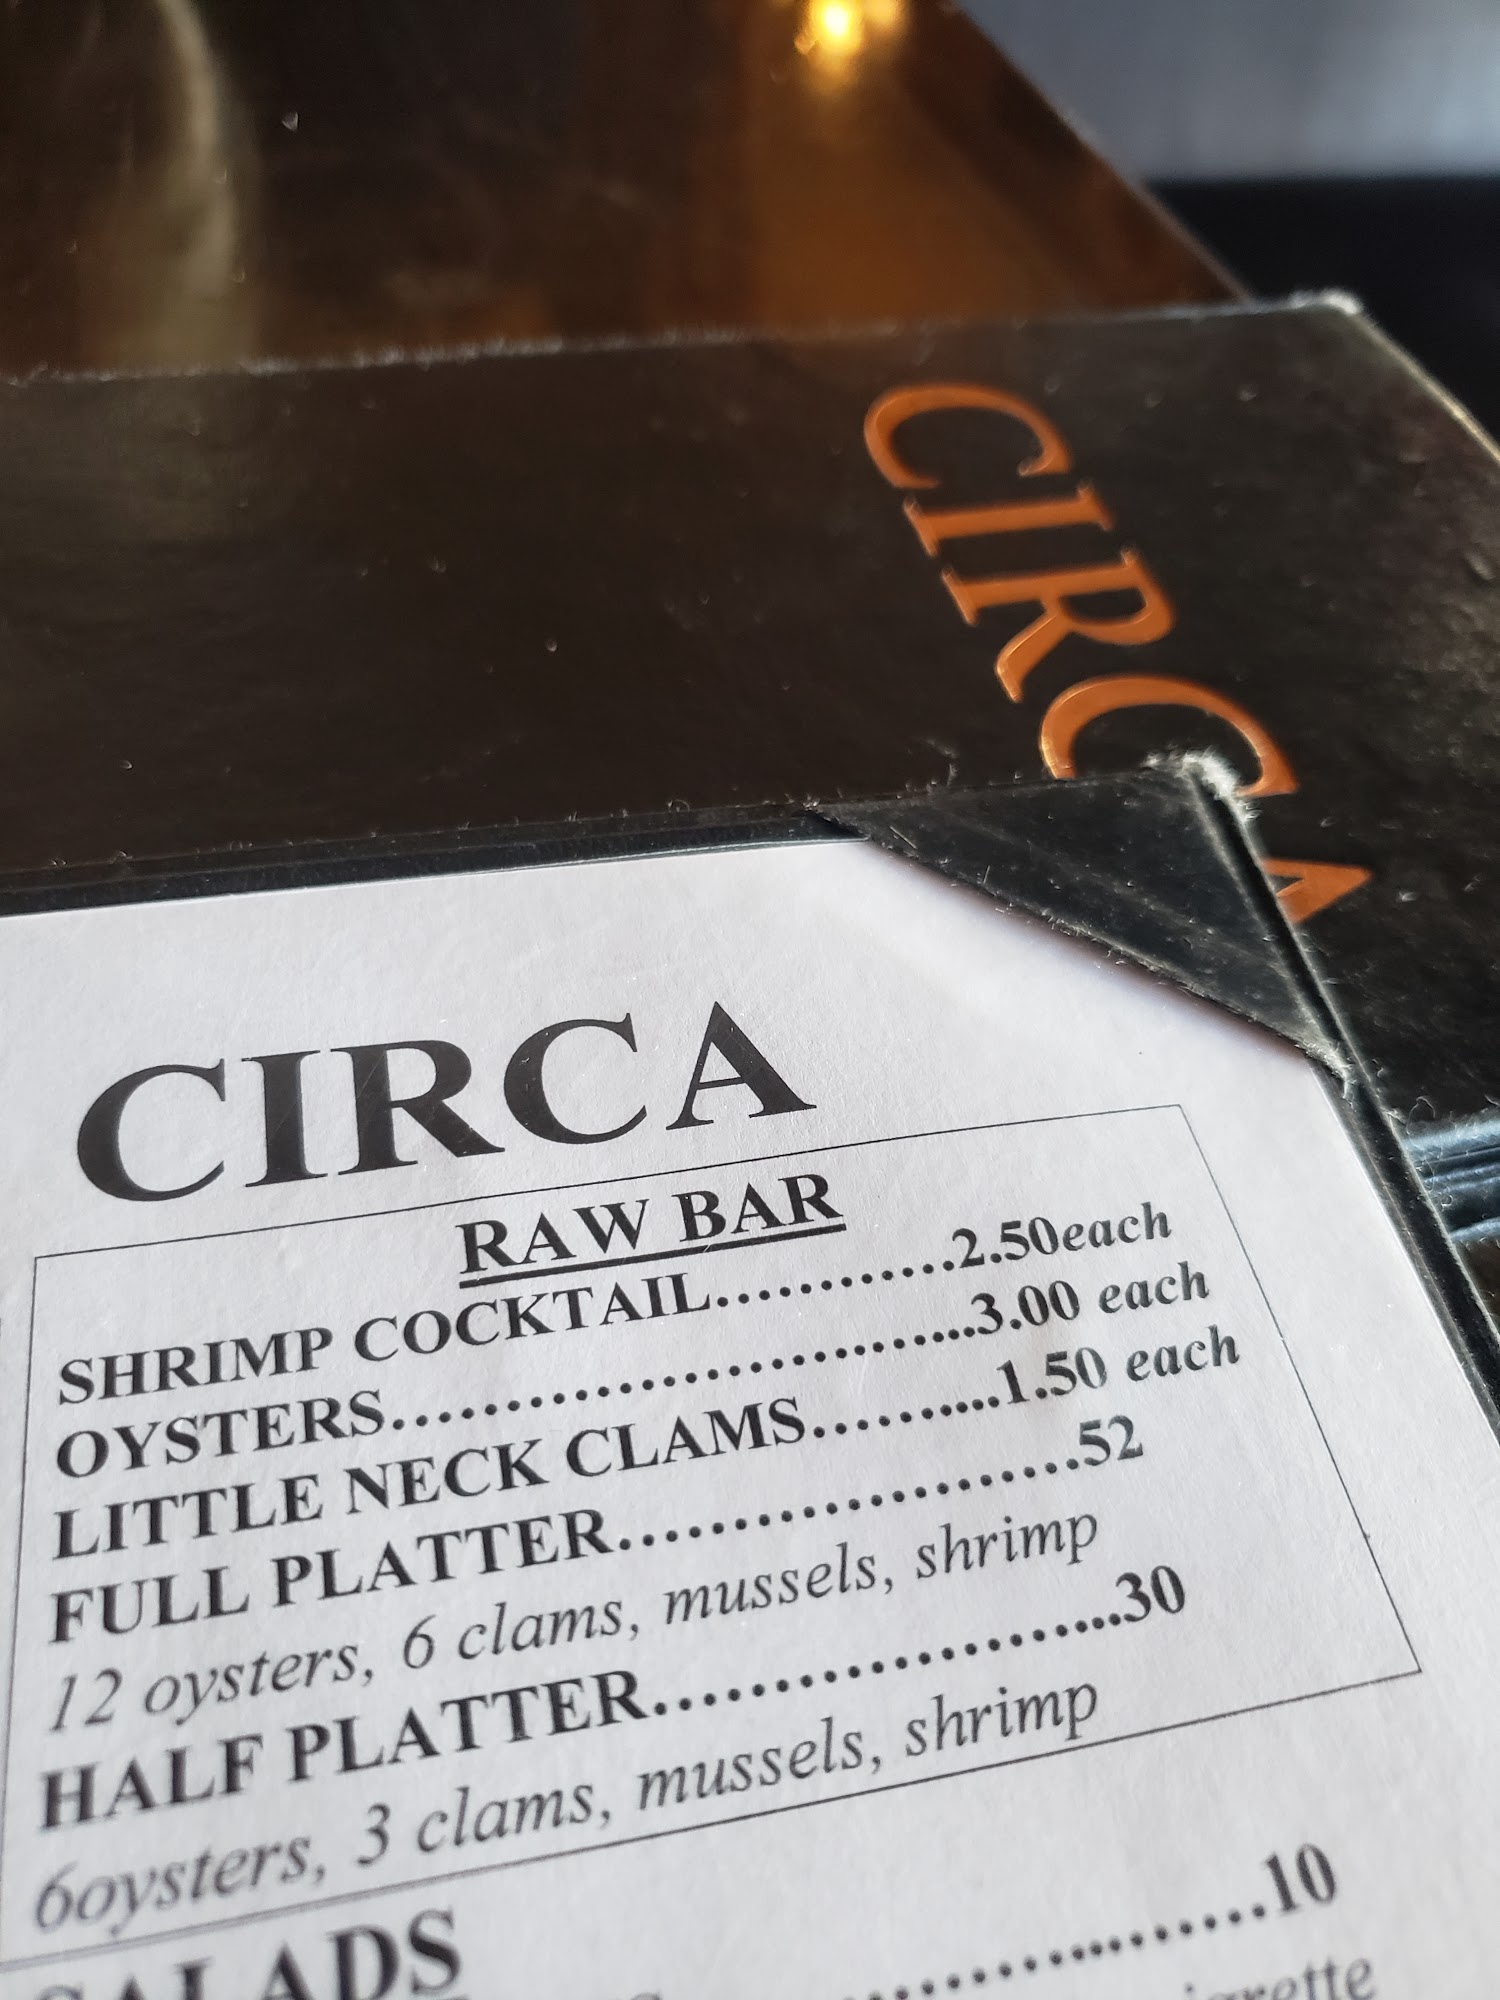 CIRCA
CIRCA
RAW BAR
SHRIMP COCKTAIL............2.50each
OYSTERS.............................3.00 each
LITTLE NECK CLAMS..........1.50 each
FULL PLATTER....................52
12 oysters, 6 clams, mussels, shrimp
HALF PLATTER.....................30
6oysters, 3 clams, mussels, shrimp
SALADS
....................10